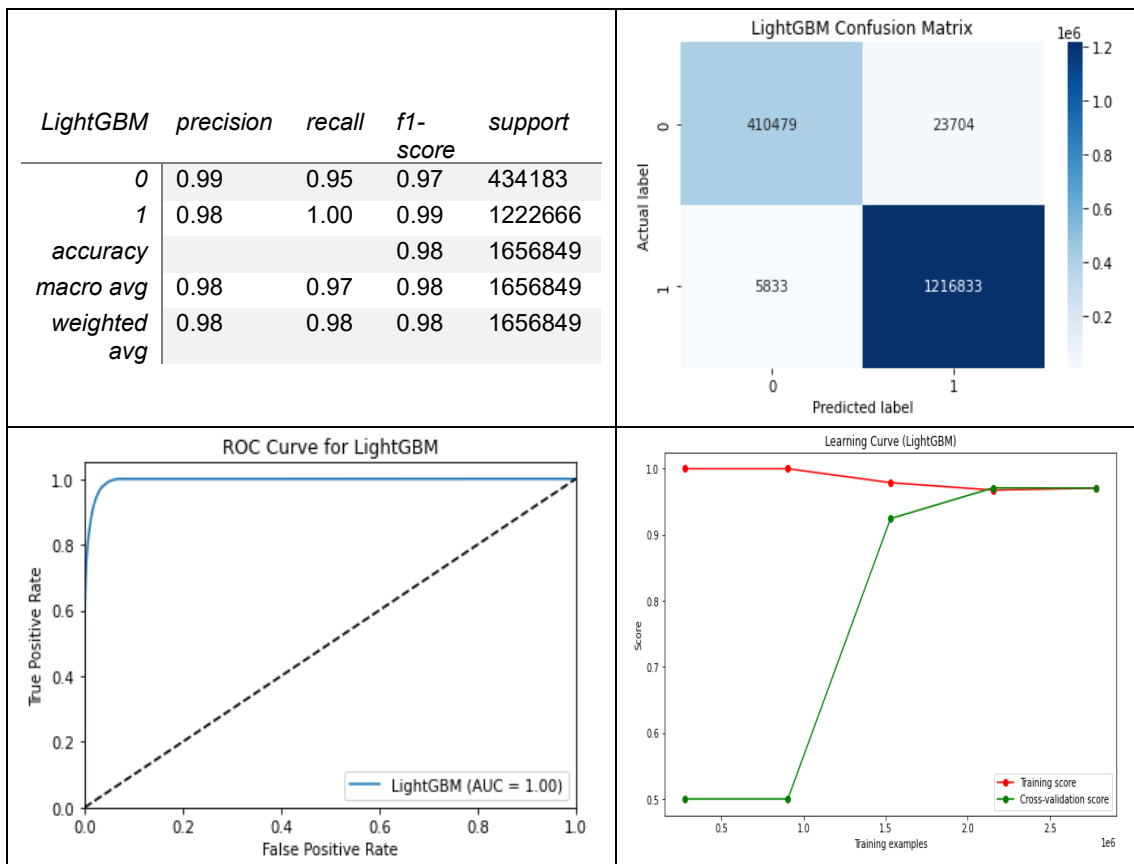 LightGBM precision recall f1-
score support
0 0.99 0.95 0.97 434183
1 0.98 1.00 0.99 1222666
accuracy 0.98 1656849
macro avg 0.98 0.97 0.98 1656849
weighted
avg 0.98 0.98 0.98 1656849
LightGBM Confusion Matrix
1e6
0
1
Actual label
410479 23704
5833 1216833
0 1
Predicted label
1.2
1.0
0.8
0.6
0.4
0.2
ROC Curve for LightGBM
True Positive Rate
1.0
0.8
0.6
0.4
0.2
0.0
LightGBM (AUC = 1.00)
0.0 0.2 0.4 0.6 0.8 1.0
False Positive Rate
Learning Curve (LightGBM)
Score
1.0
0.9
0.8
0.7
0.6
0.5
Training score
Cross-validation score
0.5 1.0 1.5 2.0 2.5
Training examples
1e6